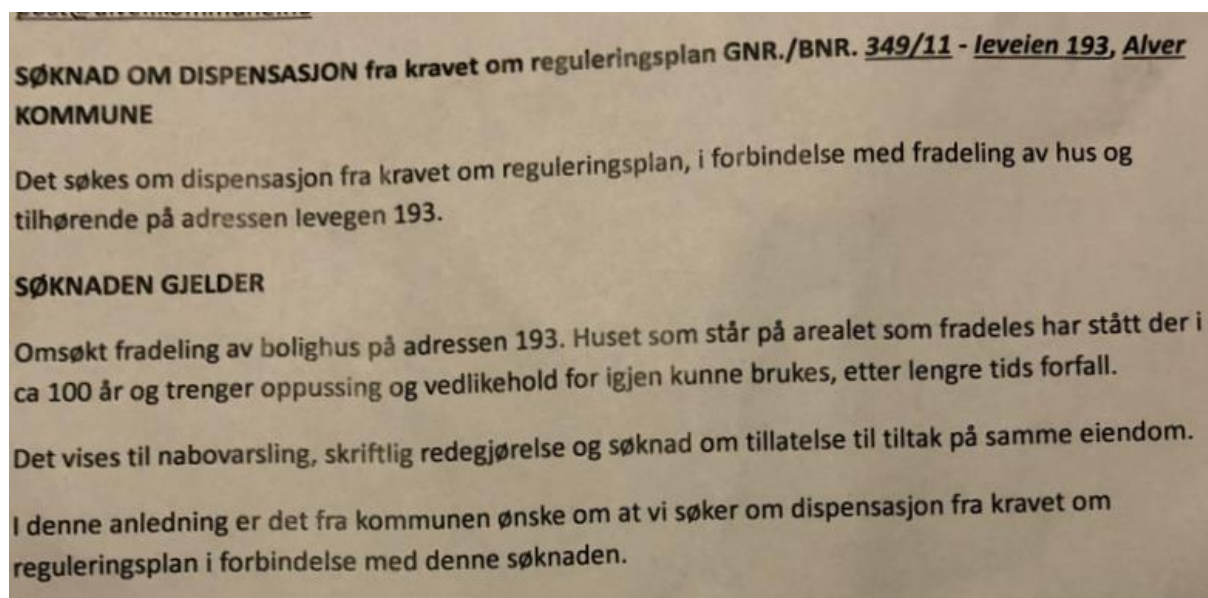 SØKNAD OM DISPENSASJON fra kravet om reguleringsplan GNR./BNR. 349/11 - leveien 193, Alver
KOMMUNE
Det søkes om dispensasjon fra kravet om reguleringsplan, i forbindelse med fradeling av hus og
tilhørende på adressen levegen 193.
SØKNADEN GJELDER
Omsøkt fradeling av bolighus på adressen 193. Huset som står på arealet som fradeles har stått der i
ca 100 år og trenger oppussing og vedlikehold for igjen kunne brukes, etter lengre tids forfall.
Det vises til nabovarsling, skriftlig redegjørelse og søknad om tillatelse til tiltak på samme eiendom.
I denne anledning er det fra kommunen ønske om at vi søker om dispensasjon fra kravet om
reguleringsplan i forbindelse med denne søknaden.